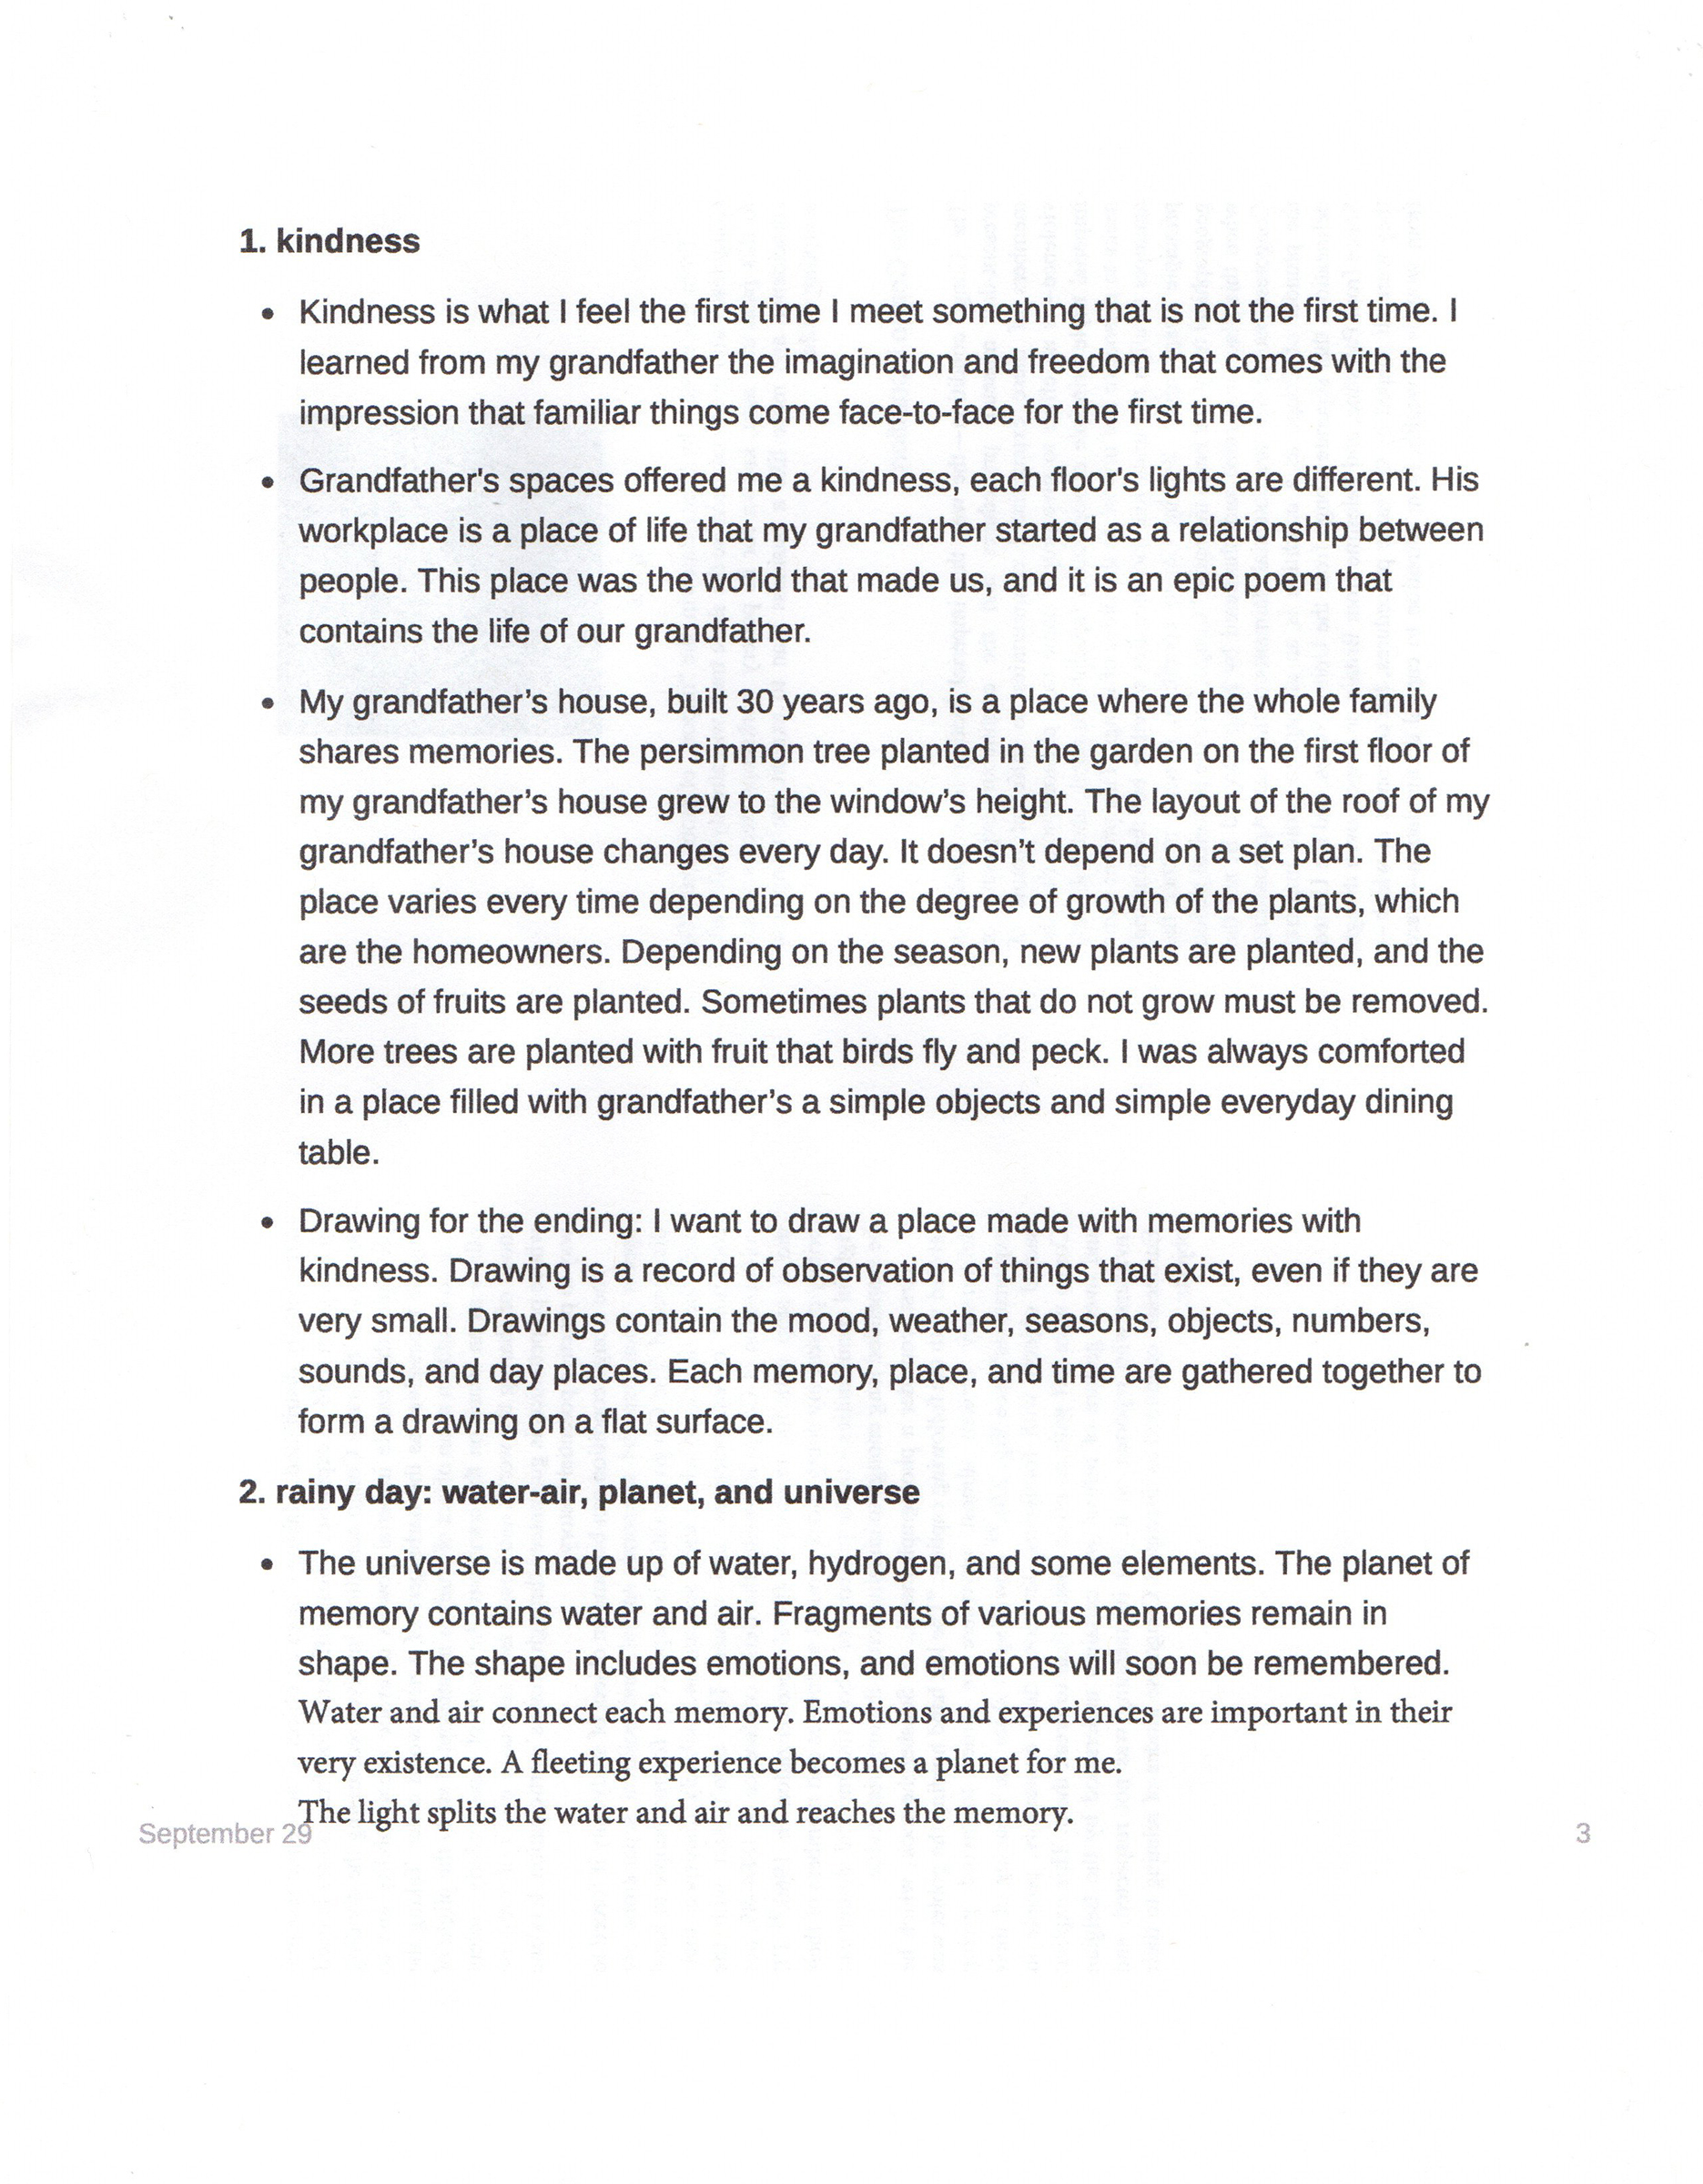 1. kindness
• Kindness is what I feel the first time I meet something that is not the first time. I
learned from my grandfather the imagination and freedom that comes with the
impression that familiar things come face-to-face for the first time.
• Grandfather's spaces offered me a kindness, each floor's lights are different. His
workplace is a place of life that my grandfather started as a relationship between
people. This place was the world that made us, and it is an epic poem that
contains the life of our grandfather.
• My grandfather’s house, built 30 years ago, is a place where the whole family
shares memories. The persimmon tree planted in the garden on the first floor of
my grandfather’s house grew to the window’s height. The layout of the roof of my
grandfather’s house changes every day. It doesn’t depend on a set plan. The
place varies every time depending on the degree of growth of the plants, which
are the homeowners. Depending on the season, new plants are planted, and the
seeds of fruits are planted. Sometimes plants that do not grow must be removed.
More trees are planted with fruit that birds fly and peck. I was always comforted
in a place filled with grandfather’s a simple objects and simple everyday dining
table.
• Drawing for the ending: I want to draw a place made with memories with
kindness. Drawing is a record of observation of things that exist, even if they are
very small. Drawings contain the mood, weather, seasons, objects, numbers,
sounds, and day places. Each memory, place, and time are gathered together to
form a drawing on a flat surface.
2. rainy day: water-air, planet, and universe
• The universe is made up of water, hydrogen, and some elements. The planet of
memory contains water and air. Fragments of various memories remain in
shape. The shape includes emotions, and emotions will soon be remembered.
Water and air connect each memory. Emotions and experiences are important in their
very existence. A fleeting experience becomes a planet for me.
The light splits the water and air and reaches the memory.
September 29
3